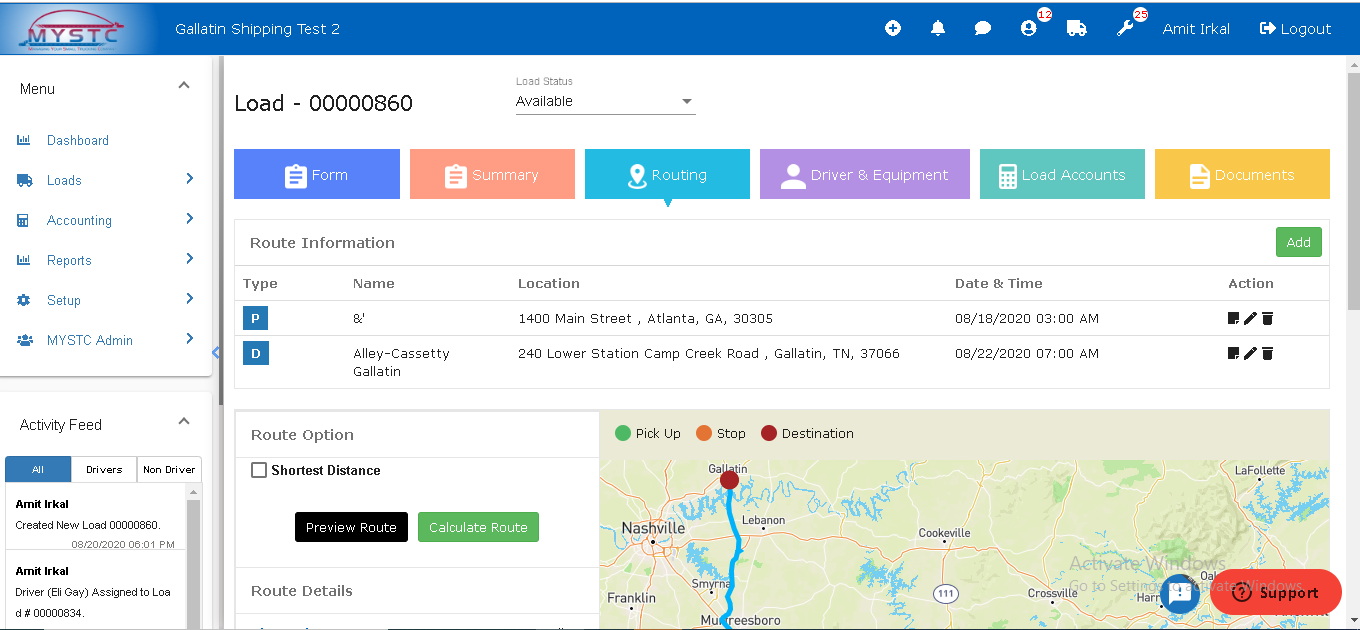 MYSTC
Gallatin Shipping Test 2
12
25
Amit Irkal
Logout
Menu
Dashboard
Loads
Accounting
Reports
Setup
MYSTC Admin
Activity Feed
All Drivers Non Driver
Amit Irkal
Created New Load 00000860.
08/20/2020 06:01 PM
Amit Irkal
Driver (Eli Gay) Assigned to Loa
d # 00000834.
Load - 00000860
Load Status
Available
Form
Summary
Routing
Driver & Equipment
Load Accounts
Documents
Route Information
Add
Type Name Location Date & Time Action
P &' 1400 Main Street , Atlanta, GA, 30305 08/18/2020 03:00 AM
D Alley-Cassetty 240 Lower Station Camp Creek Road , Gallatin, TN, 37066 08/22/2020 07:00 AM
Gallatin
Route Option
Shortest Distance
Preview Route
Calculate Route
Route Details
Pick Up Stop Destination
Gallatin
LaFollette
Nashville
Lebanon
Cookeville
Smyrna
Franklin
111
Crossville
Harr
Oak
Murfreesboro
Activate Windows
Go to Settings to activate Windows.
Support